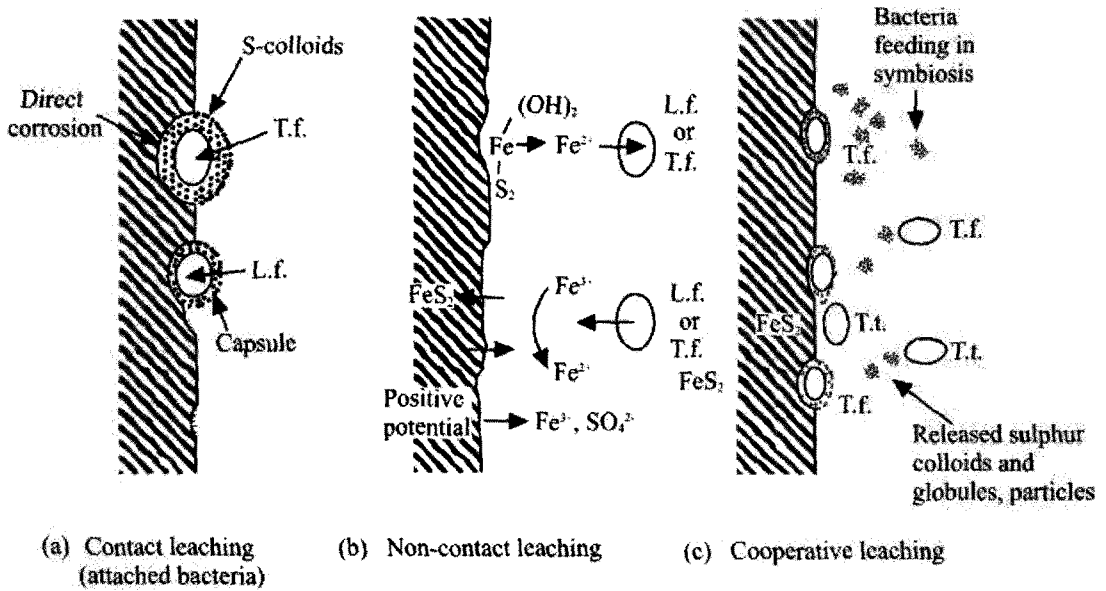 S-colloids
Direct
corrosion
T.f.
L.f.
Capsule
(a) Contact leaching
(attached bacteria)
(OH)₂
Fe
Fe²⁺
S₂
L.f.
or
T.f.
FeS₂
Fe³⁺
Fe²⁺
L.f.
or
T.f.
FeS₂
Positive
potential
Fe³⁺, SO₄²⁻
(b) Non-contact leaching
Bacteria
feeding in
symbiosis
T.f.
T.f.
FeS₂
T.t.
T.t.
T.f.
Released sulphur
colloids and
globules, particles
(c) Cooperative leaching